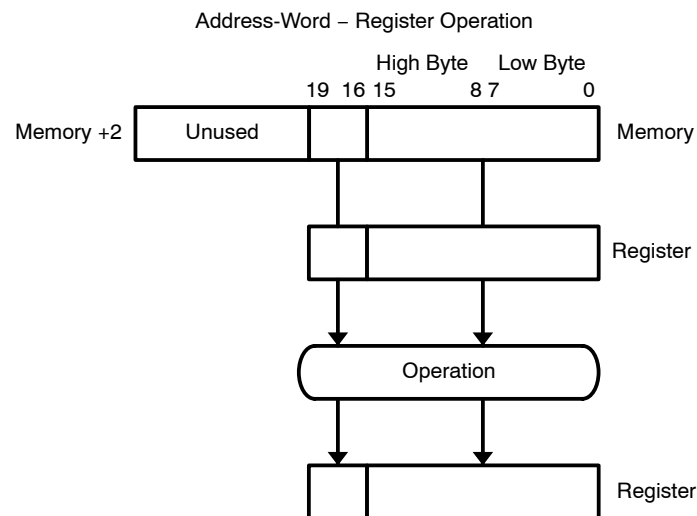 Address-Word – Register Operation
High Byte Low Byte
19 16 15 8 7 0
Memory +2 Unused Memory
Register
Operation
Register